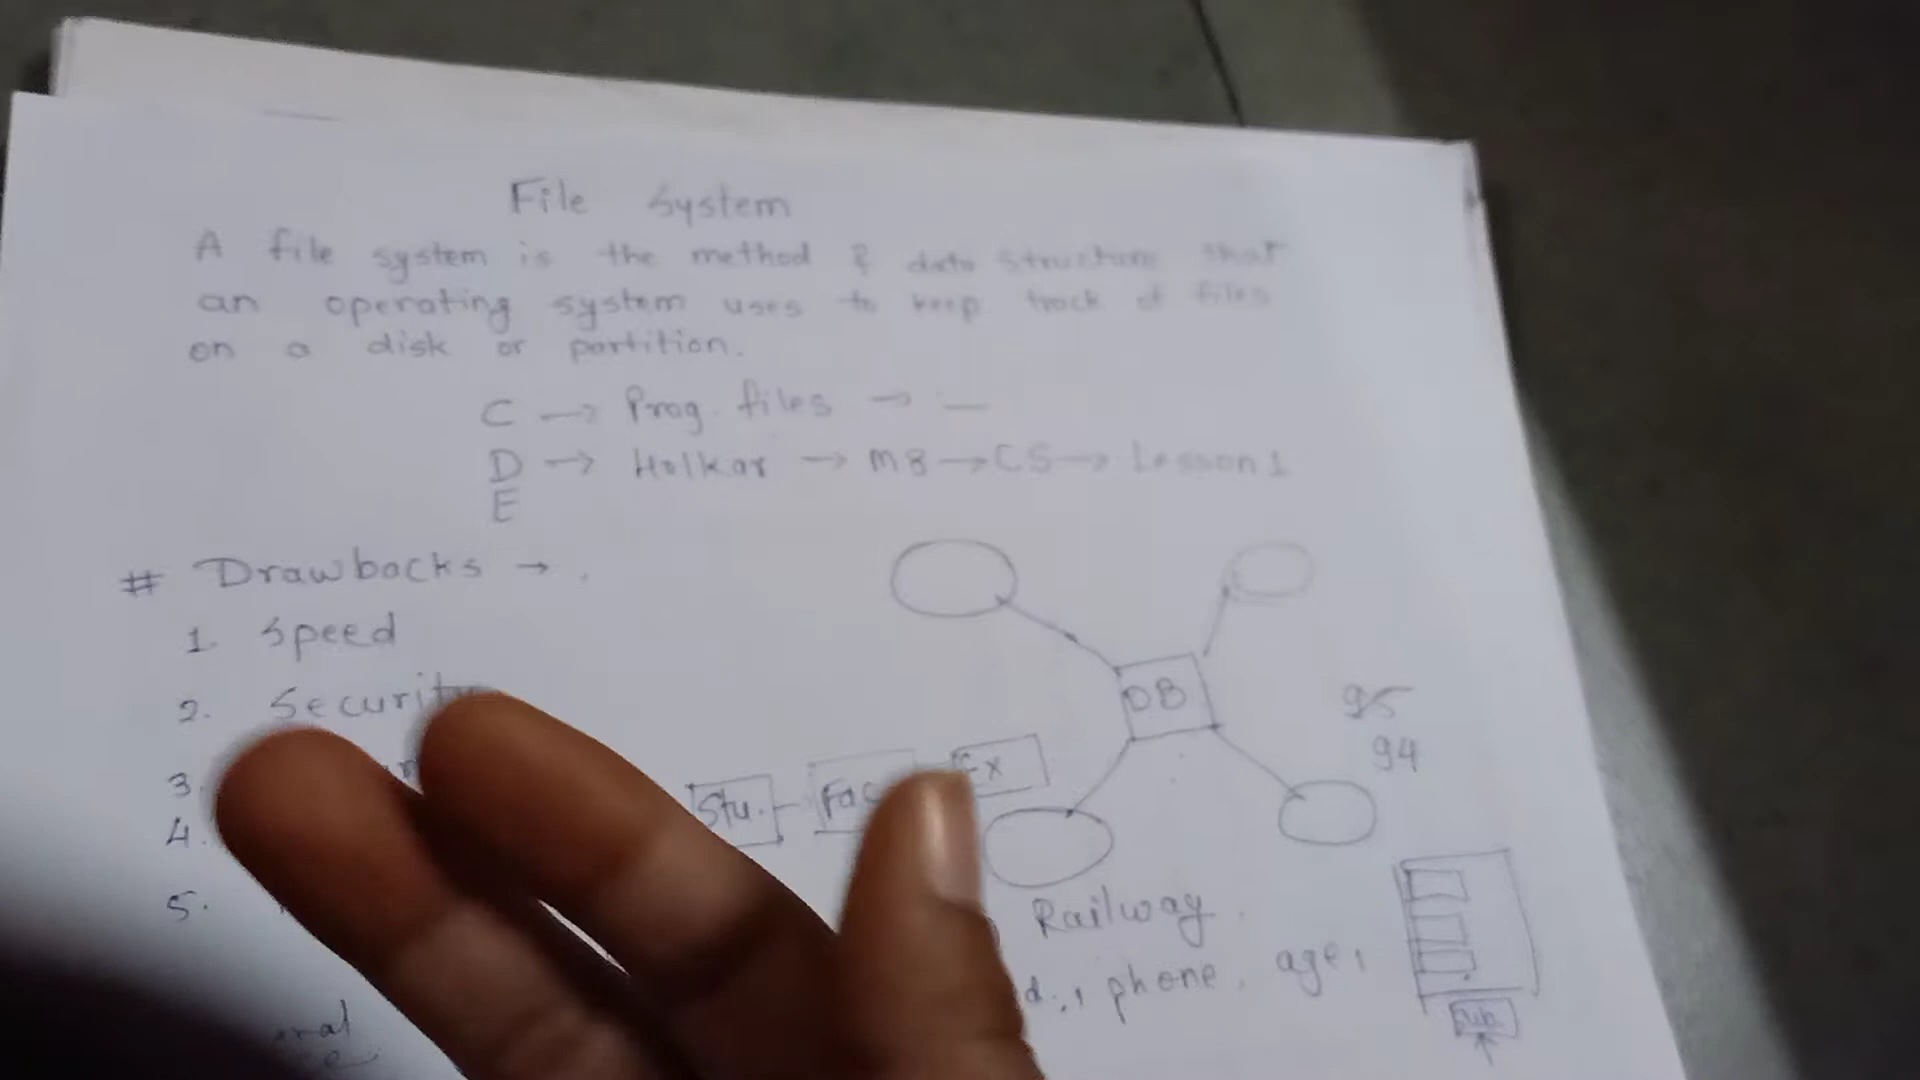 File System
A file system is the method & data structure that
an operating system uses to keep track of files
on a disk or partition.
C → Prog. files → —
D → Holkar → M8 → CS → Lesson 1
E
# Drawbacks →
1. Speed
2. Security
3.
4.
5.
DB
95
94
Stu. Fac Ex
Railway
phone, age,
Sub